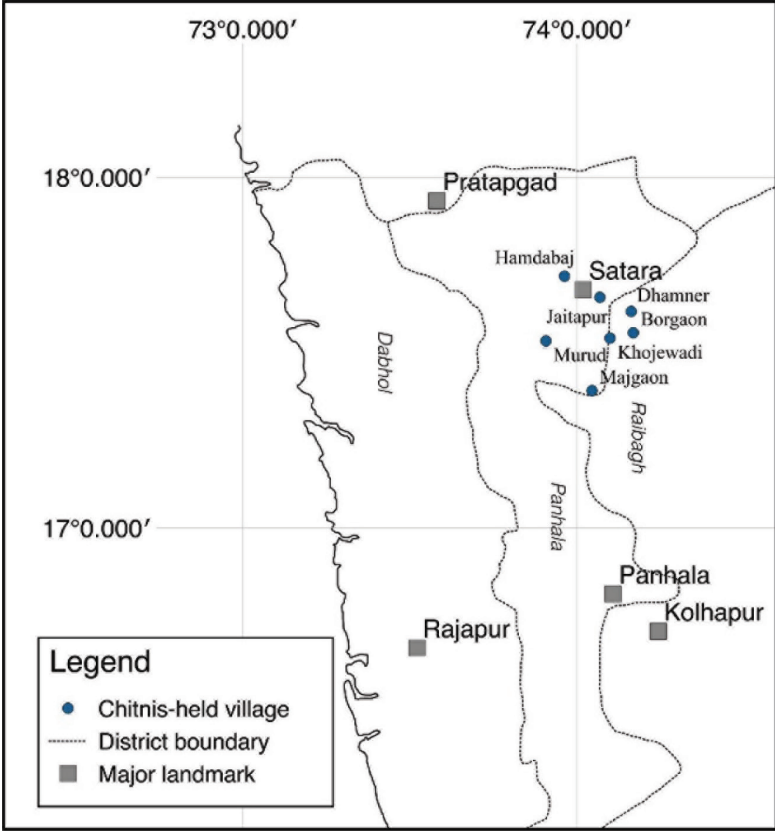 73°0.000′
74°0.000′
18°0.000′
Pratapgad
Hamdabaj
Satara
Dhamner
Jaitapur
Borgaon
Murud
Khojewadi
Majgaon
Dabhol
Raibagh
Panhala
17°0.000′
Panhala
Kolhapur
Rajapur
Legend
Chitnis-held village
District boundary
Major landmark